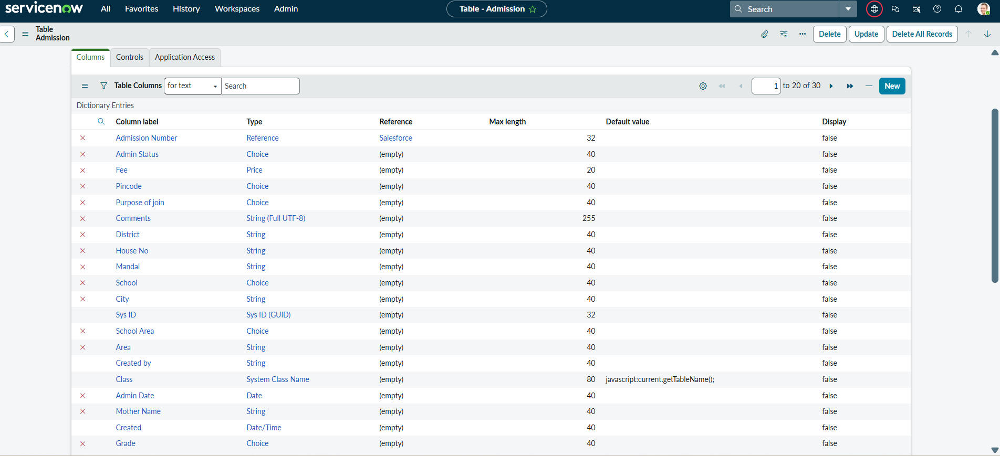 servicenow All Favorites History Workspaces Admin Table - Admission Search
Table
Admission
Delete Update Delete All Records
Columns Controls Application Access
Table Columns for text Search 1 to 20 of 30 New
Dictionary Entries
Column label Type Reference Max length Default value Display
Admission Number Reference Salesforce 32 false
Admin Status Choice (empty) 40 false
Fee Price (empty) 20 false
Pincode Choice (empty) 40 false
Purpose of join Choice (empty) 40 false
Comments String (Full UTF-8) (empty) 255 false
District String (empty) 40 false
House No String (empty) 40 false
Mandal String (empty) 40 false
School Choice (empty) 40 false
City String (empty) 40 false
Sys ID Sys ID (GUID) (empty) 32 false
School Area Choice (empty) 40 false
Area String (empty) 40 false
Created by String (empty) 40 false
Class System Class Name (empty) 80 javascript:current.getTableName(); false
Admin Date Date (empty) 40 false
Mother Name String (empty) 40 false
Created Date/Time (empty) 40 false
Grade Choice (empty) 40 false